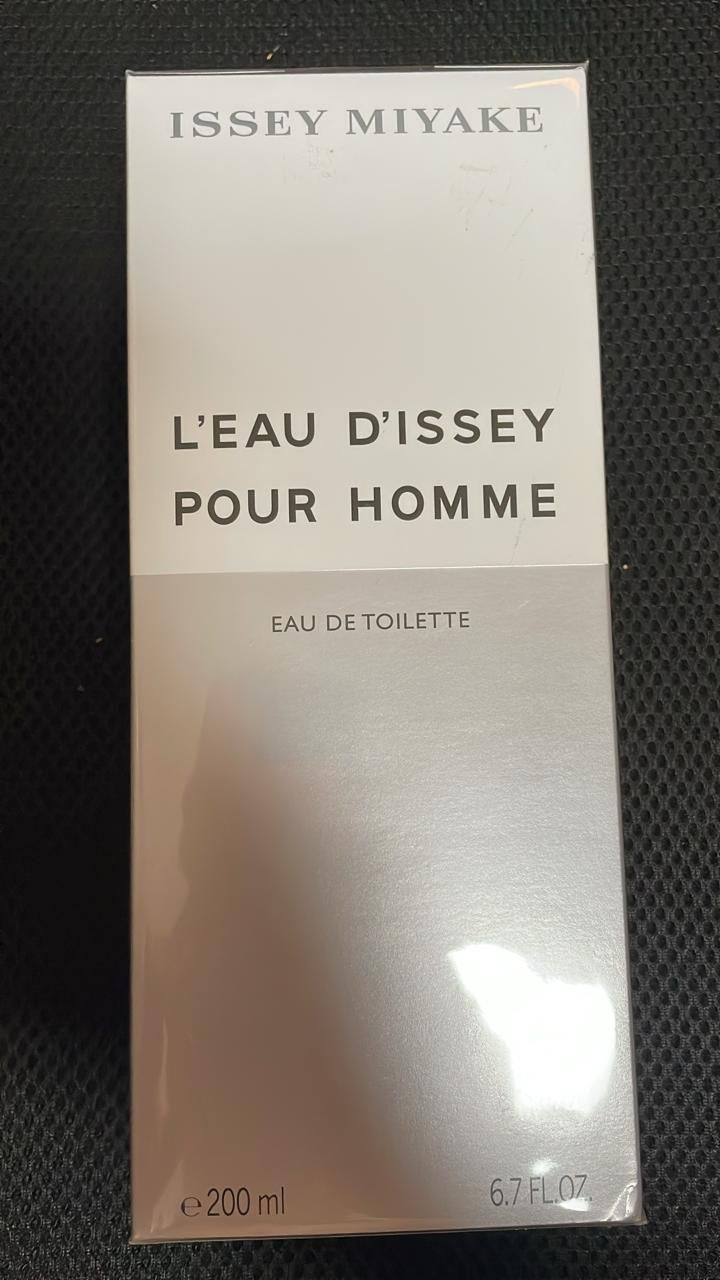 ISSEY MIYAKE
L'EAU D'ISSEY
POUR HOMME
EAU DE TOILETTE
℮200 ml
6.7 FL.OZ.